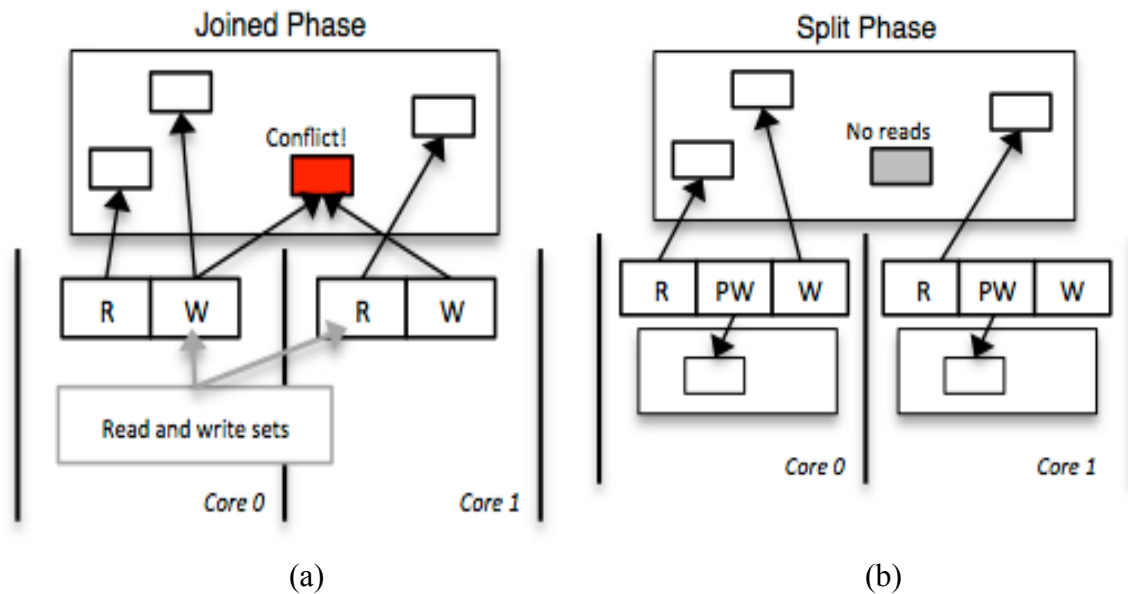 Joined Phase
Conflict!
R W
R W
Read and write sets
Core 0
Core 1
(a)
Split Phase
No reads
R PW W
R PW W
Core 0
Core 1
(b)